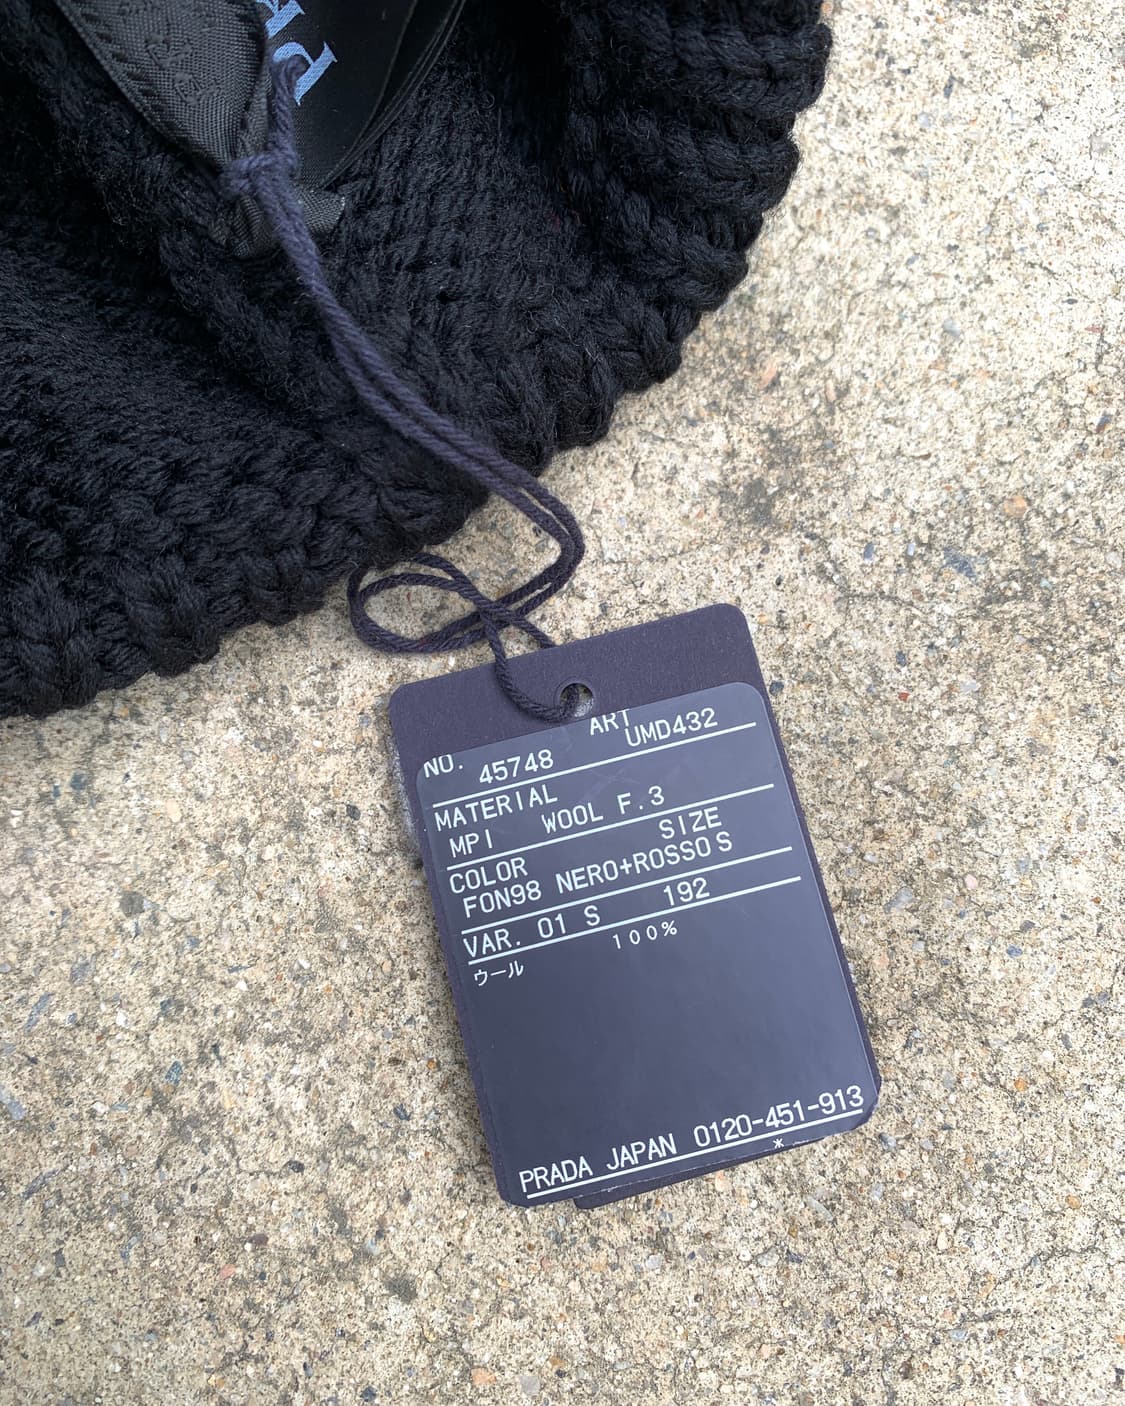 ART
UMD432
NO. 45748
MATERIAL
MPI WOOL F.3
COLOR SIZE
FON98 NERO+ROSSO S
VAR. 01 S 192
ウール 100%
PRADA JAPAN 0120-451-913
*